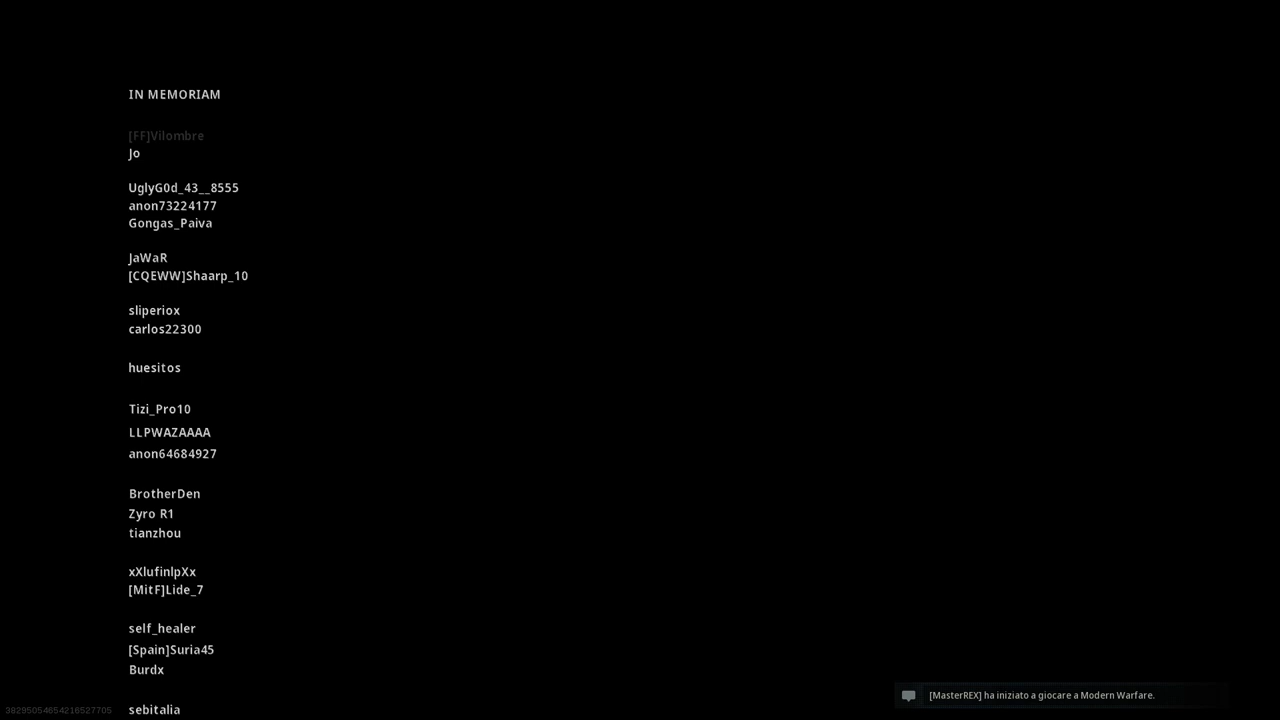 IN MEMORIAM
[FF]Vilombre
Jo
UglyG0d_43__8555
anon73224177
Gongas_Paiva
JaWaR
[CQEWW]Shaarp_10
sliperiox
carlos22300
huesitos
Tizi_Pro10
LLPWAZAAAA
anon64684927
BrotherDen
Zyro R1
tianzhou
xXlufinlpXx
[MitF]Lide_7
self_healer
[Spain]Suria45
Burdx
[MasterREX] ha iniziato a giocare a Modern Warfare.
sebitalia
38295054654216527705